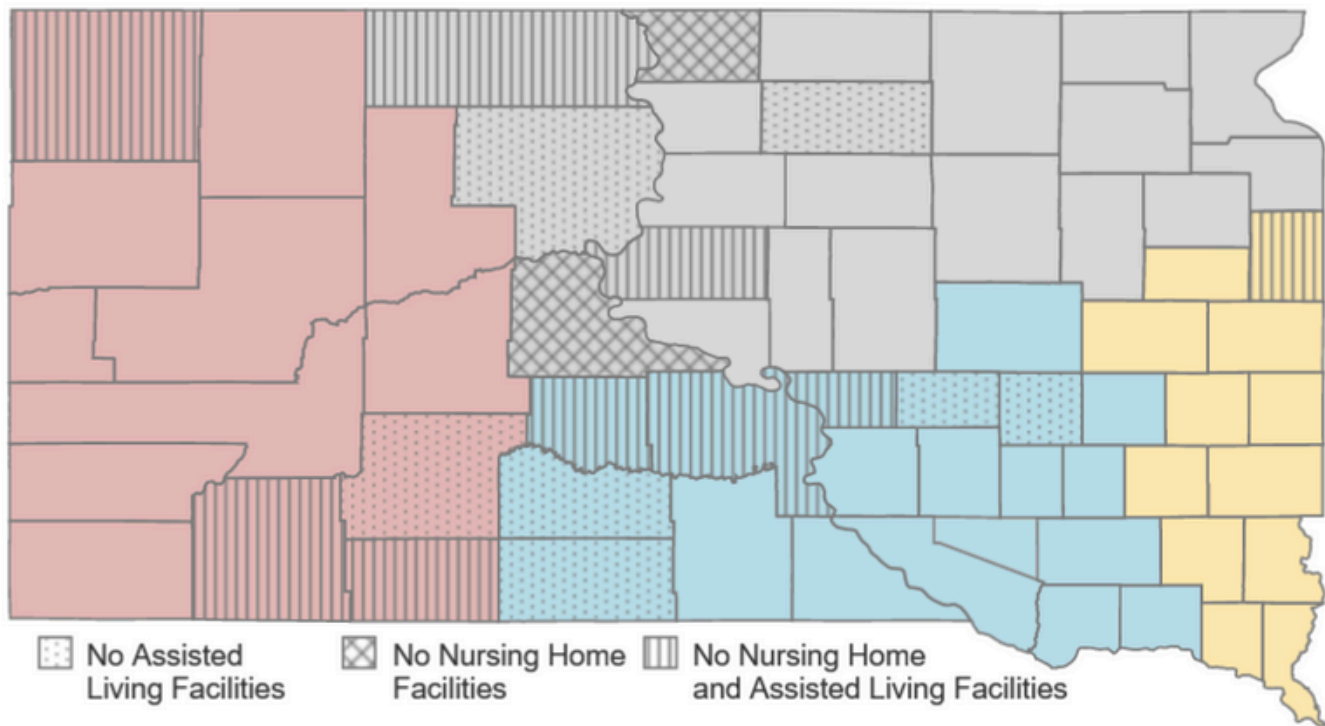 No Assisted
Living Facilities
No Nursing Home
Facilities
No Nursing Home
and Assisted Living Facilities